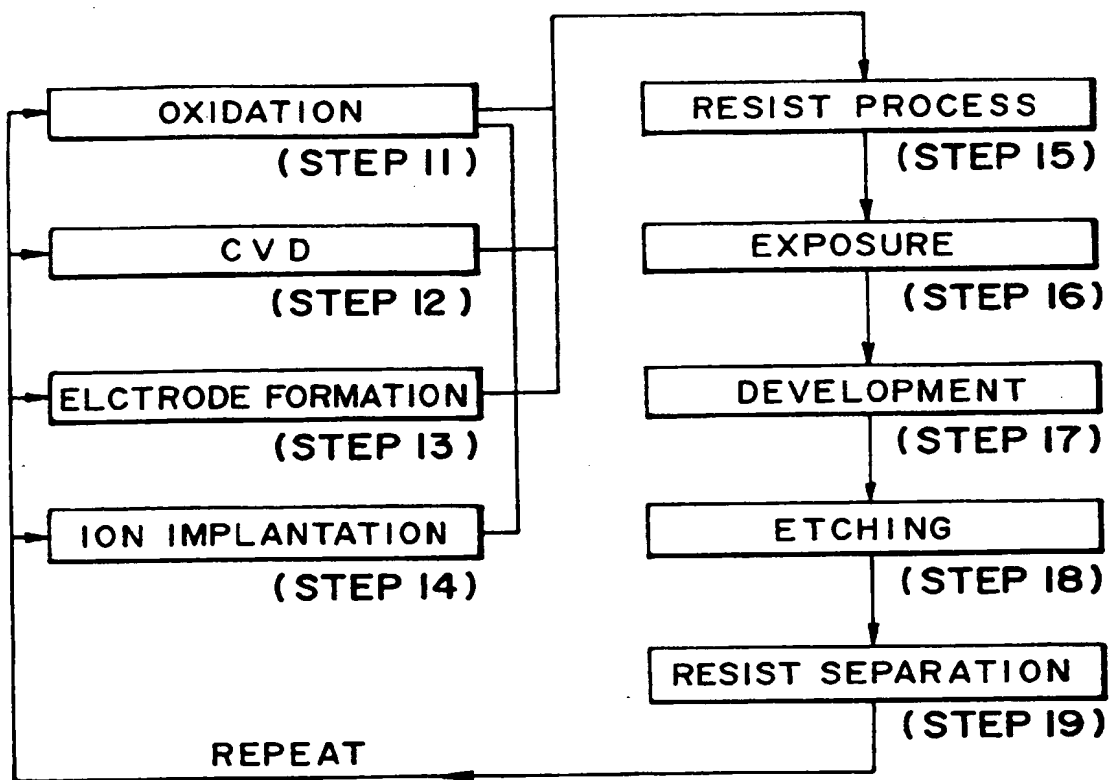 OXIDATION
(STEP 11)
CVD
(STEP 12)
ELCTRODE FORMATION
(STEP 13)
ION IMPLANTATION
(STEP 14)
RESIST PROCESS
(STEP 15)
EXPOSURE
(STEP 16)
DEVELOPMENT
(STEP 17)
ETCHING
(STEP 18)
RESIST SEPARATION
(STEP 19)
REPEAT